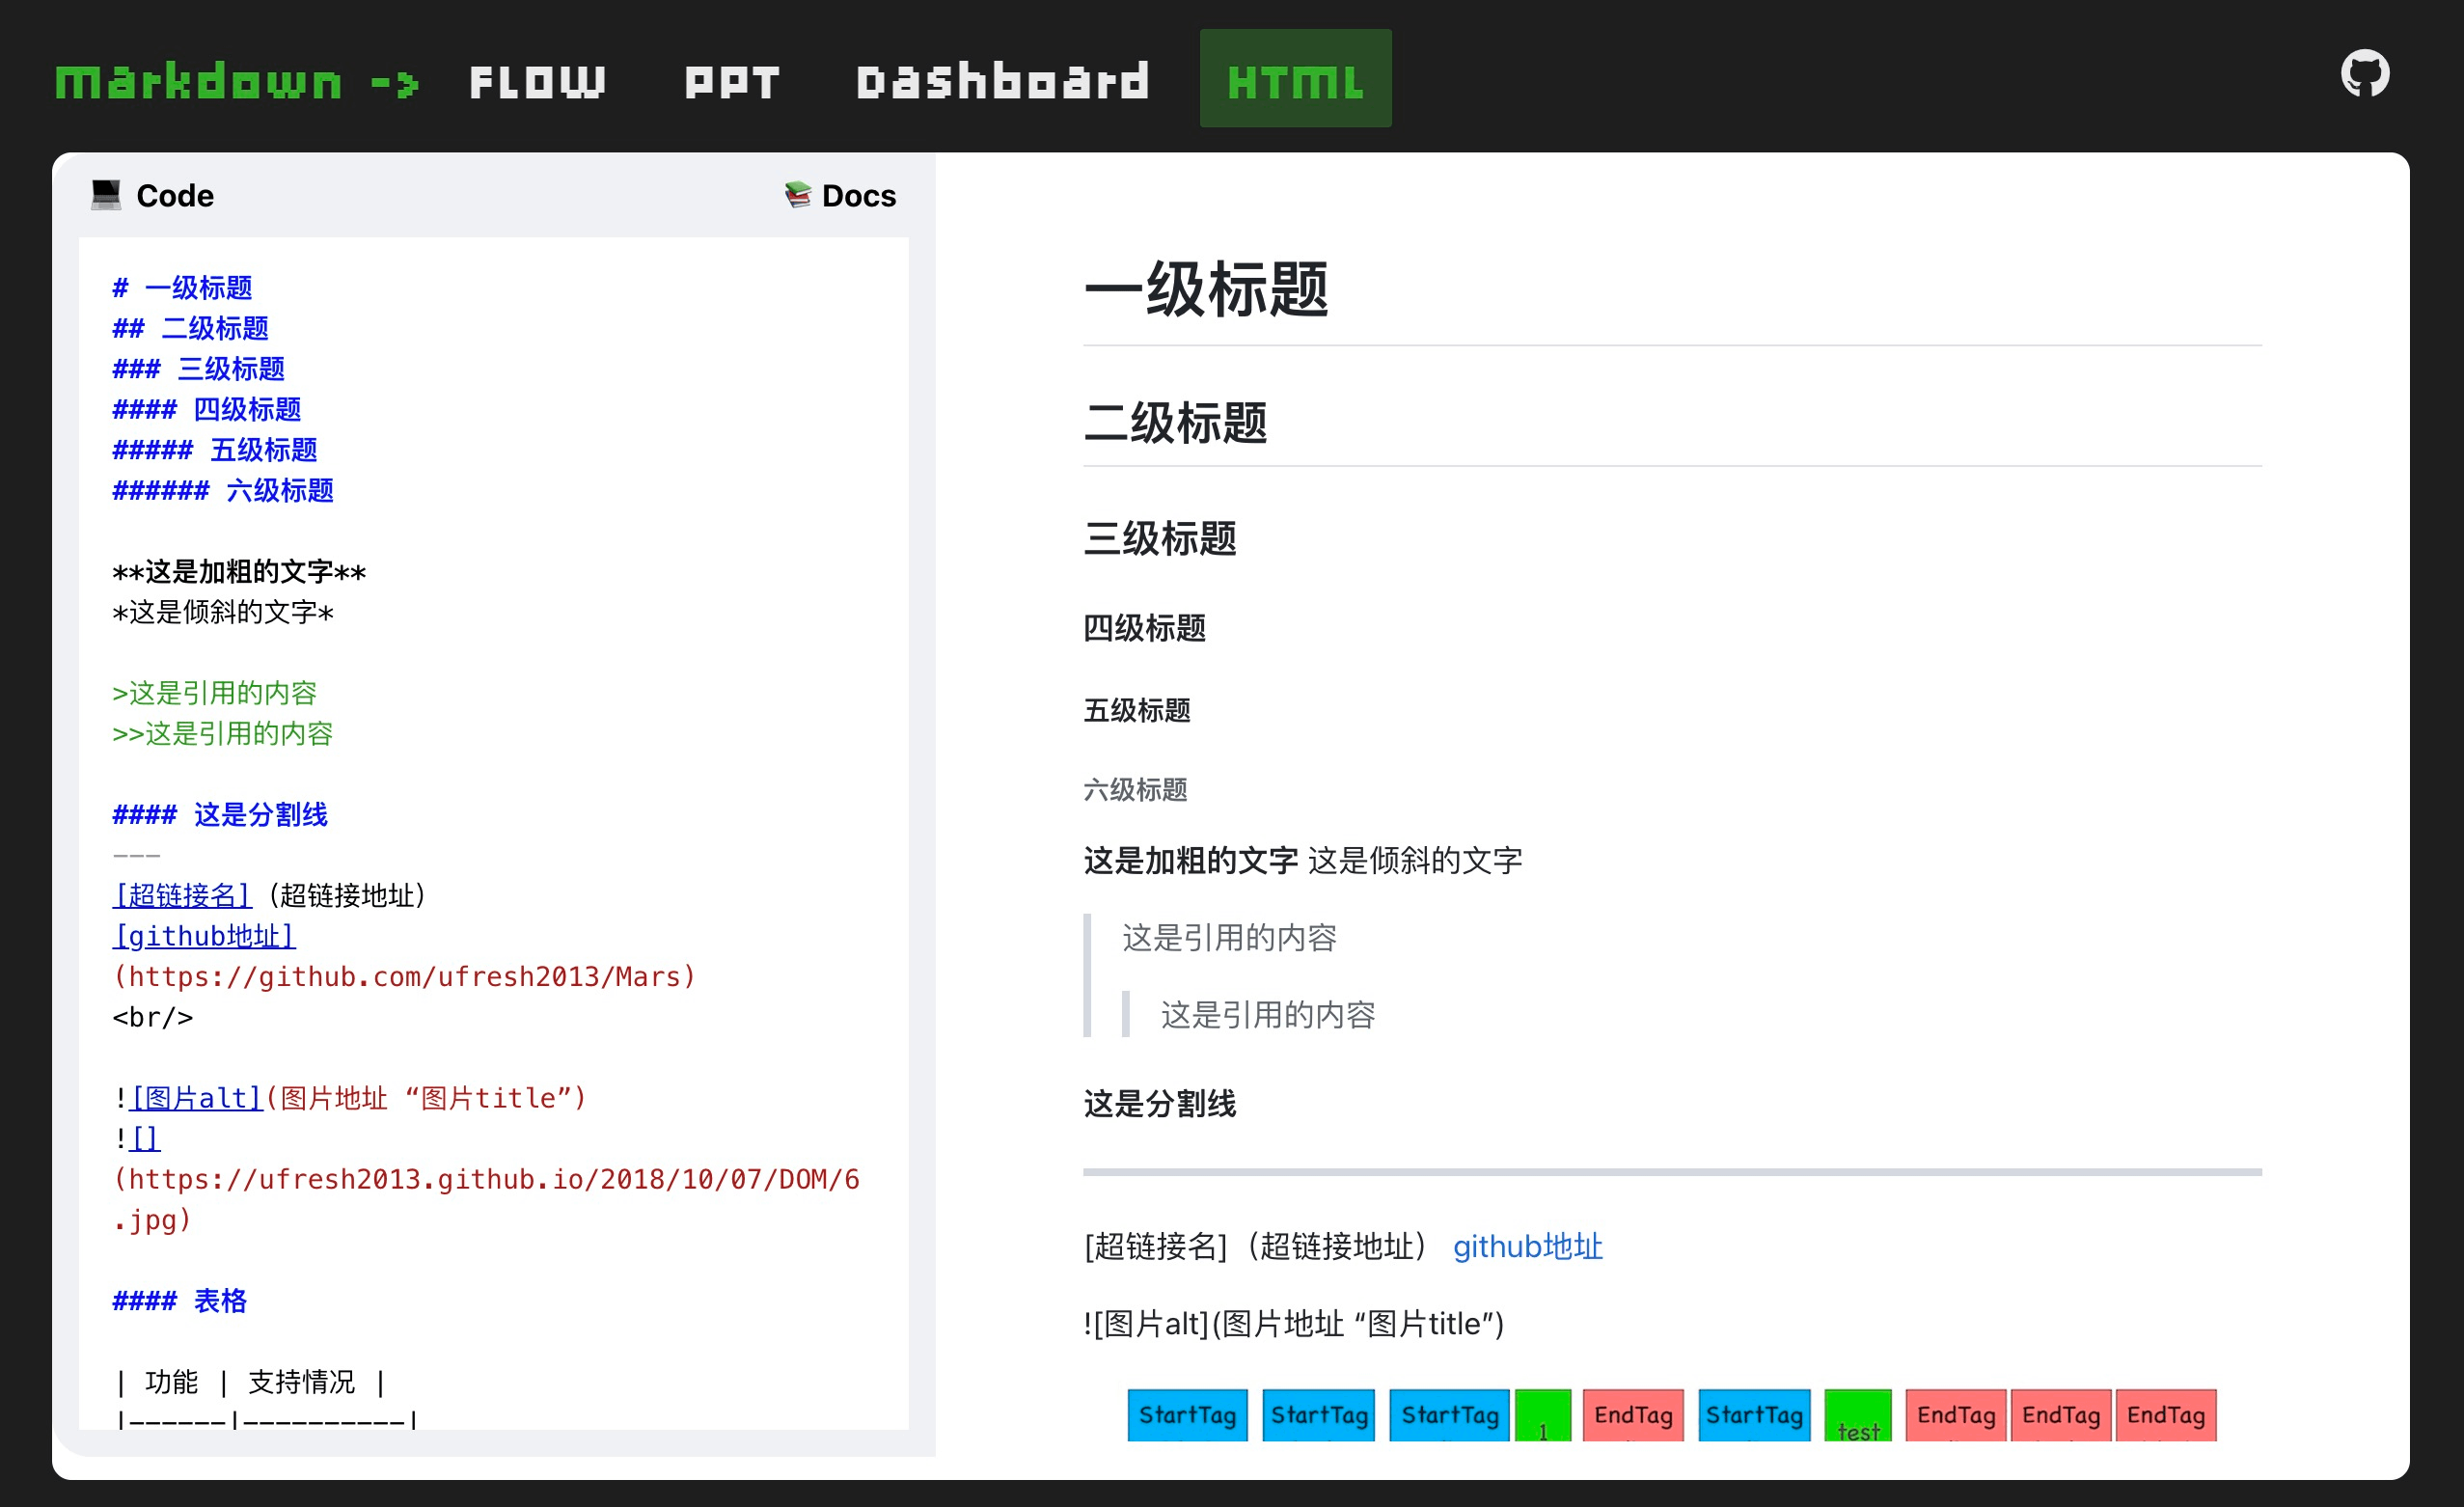 Markdown -> FLOW PPT Dashboard HTML
Code
Docs
# 一级标题
## 二级标题
### 三级标题
#### 四级标题
##### 五级标题
###### 六级标题
**这是加粗的文字**
*这是倾斜的文字*
>这是引用的内容
>>这是引用的内容
#### 这是分割线
---
[超链接名]（超链接地址）
[github地址]
(https://github.com/ufresh2013/Mars)
<br/>
![图片alt](图片地址 “图片title”)
![]
(https://ufresh2013.github.io/2018/10/07/DOM/6
.jpg)
#### 表格
| 功能 | 支持情况 |
|------|----------|
一级标题
二级标题
三级标题
四级标题
五级标题
六级标题
这是加粗的文字 这是倾斜的文字
这是引用的内容
这是引用的内容
这是分割线
[超链接名]（超链接地址） github地址
![图片alt](图片地址 “图片title”)
StartTag StartTag StartTag 1 EndTag StartTag test EndTag EndTag EndTag